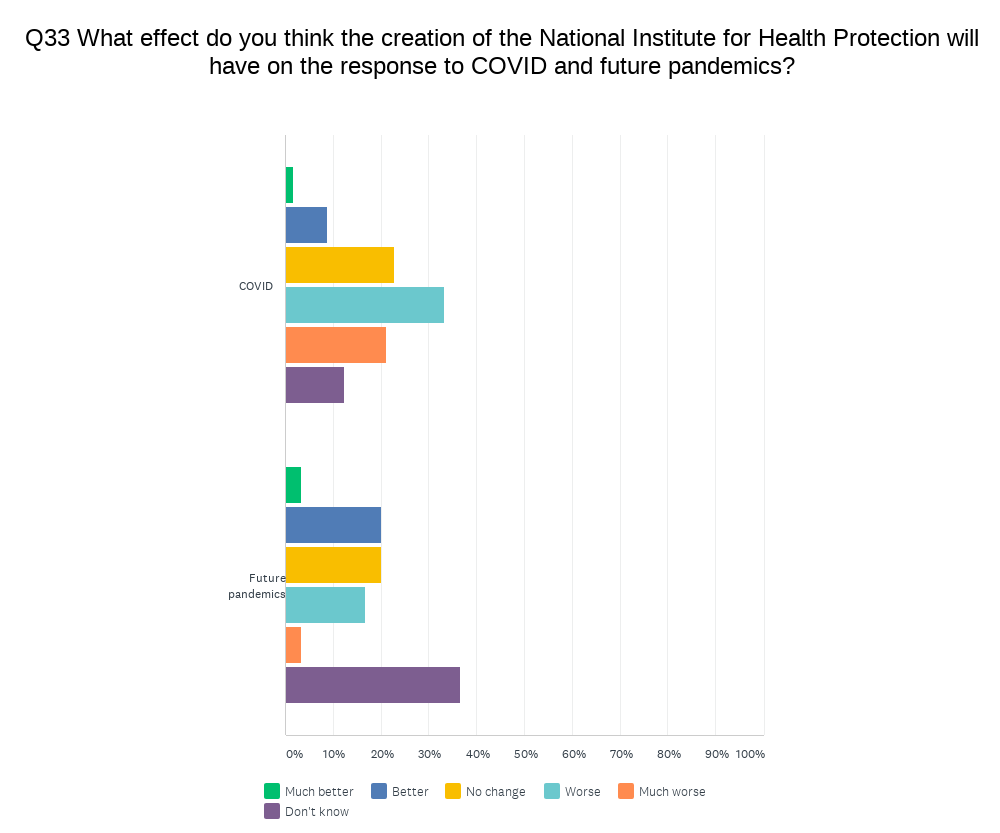 Q33 What effect do you think the creation of the National Institute for Health Protection will
have on the response to COVID and future pandemics?
COVID
Future
pandemics
0% 10% 20% 30% 40% 50% 60% 70% 80% 90% 100%
Much better Better No change Worse Much worse
Don't know